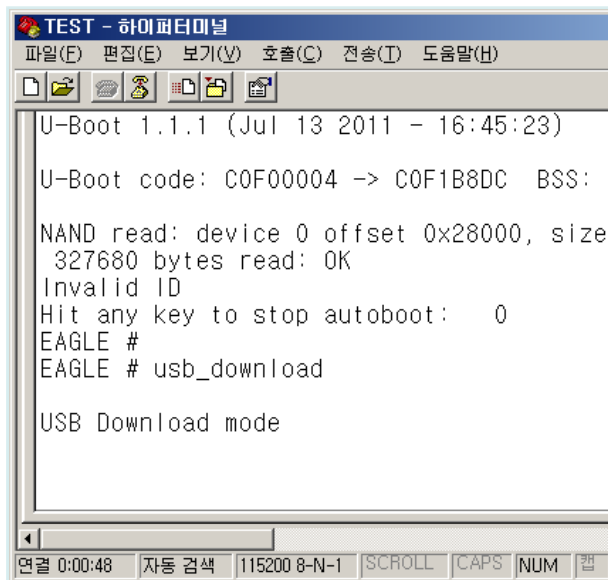 TEST - 하이퍼터미널
파일(F) 편집(E) 보기(V) 호출(C) 전송(T) 도움말(H)
U-Boot 1.1.1 (Jul 13 2011 - 16:45:23)
U-Boot code: C0F00004 -> C0F1B8DC BSS:
NAND read: device 0 offset 0x28000, size
327680 bytes read: OK
Invalid ID
Hit any key to stop autoboot: 0
EAGLE #
EAGLE # usb_download
USB Download mode
연결 0:00:48 자동 검색 115200 8-N-1 SCROLL CAPS NUM 캡